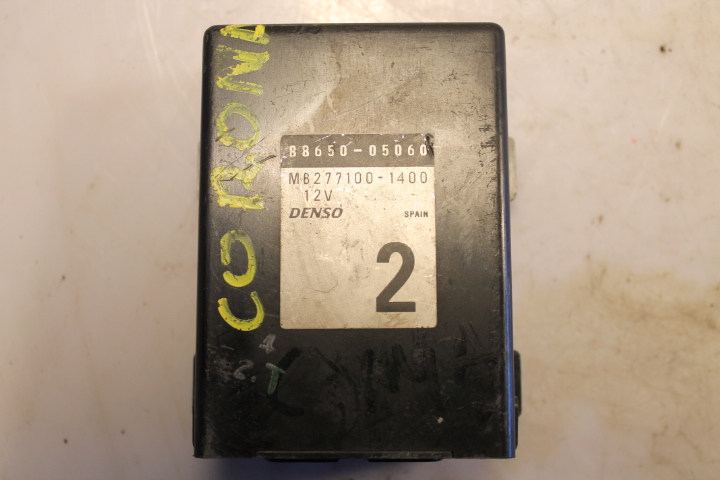 CORONA
88650-05060
MB277100-1400
12V
DENSO SPAIN
2